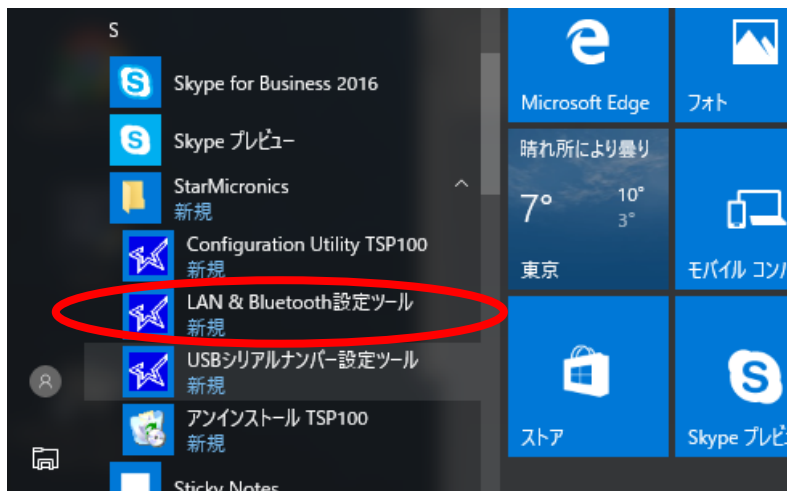 S
Skype for Business 2016
Skype プレビュー
StarMicronics
新規
Configuration Utility TSP100
新規
LAN & Bluetooth設定ツール
新規
USBシリアルナンバー設定ツール
新規
アンインストール TSP100
新規
Sticky Notes
Microsoft Edge
フォト
晴れ所により曇り
7°
10°
3°
東京
モバイル コンパ
ストア
Skype プレビ